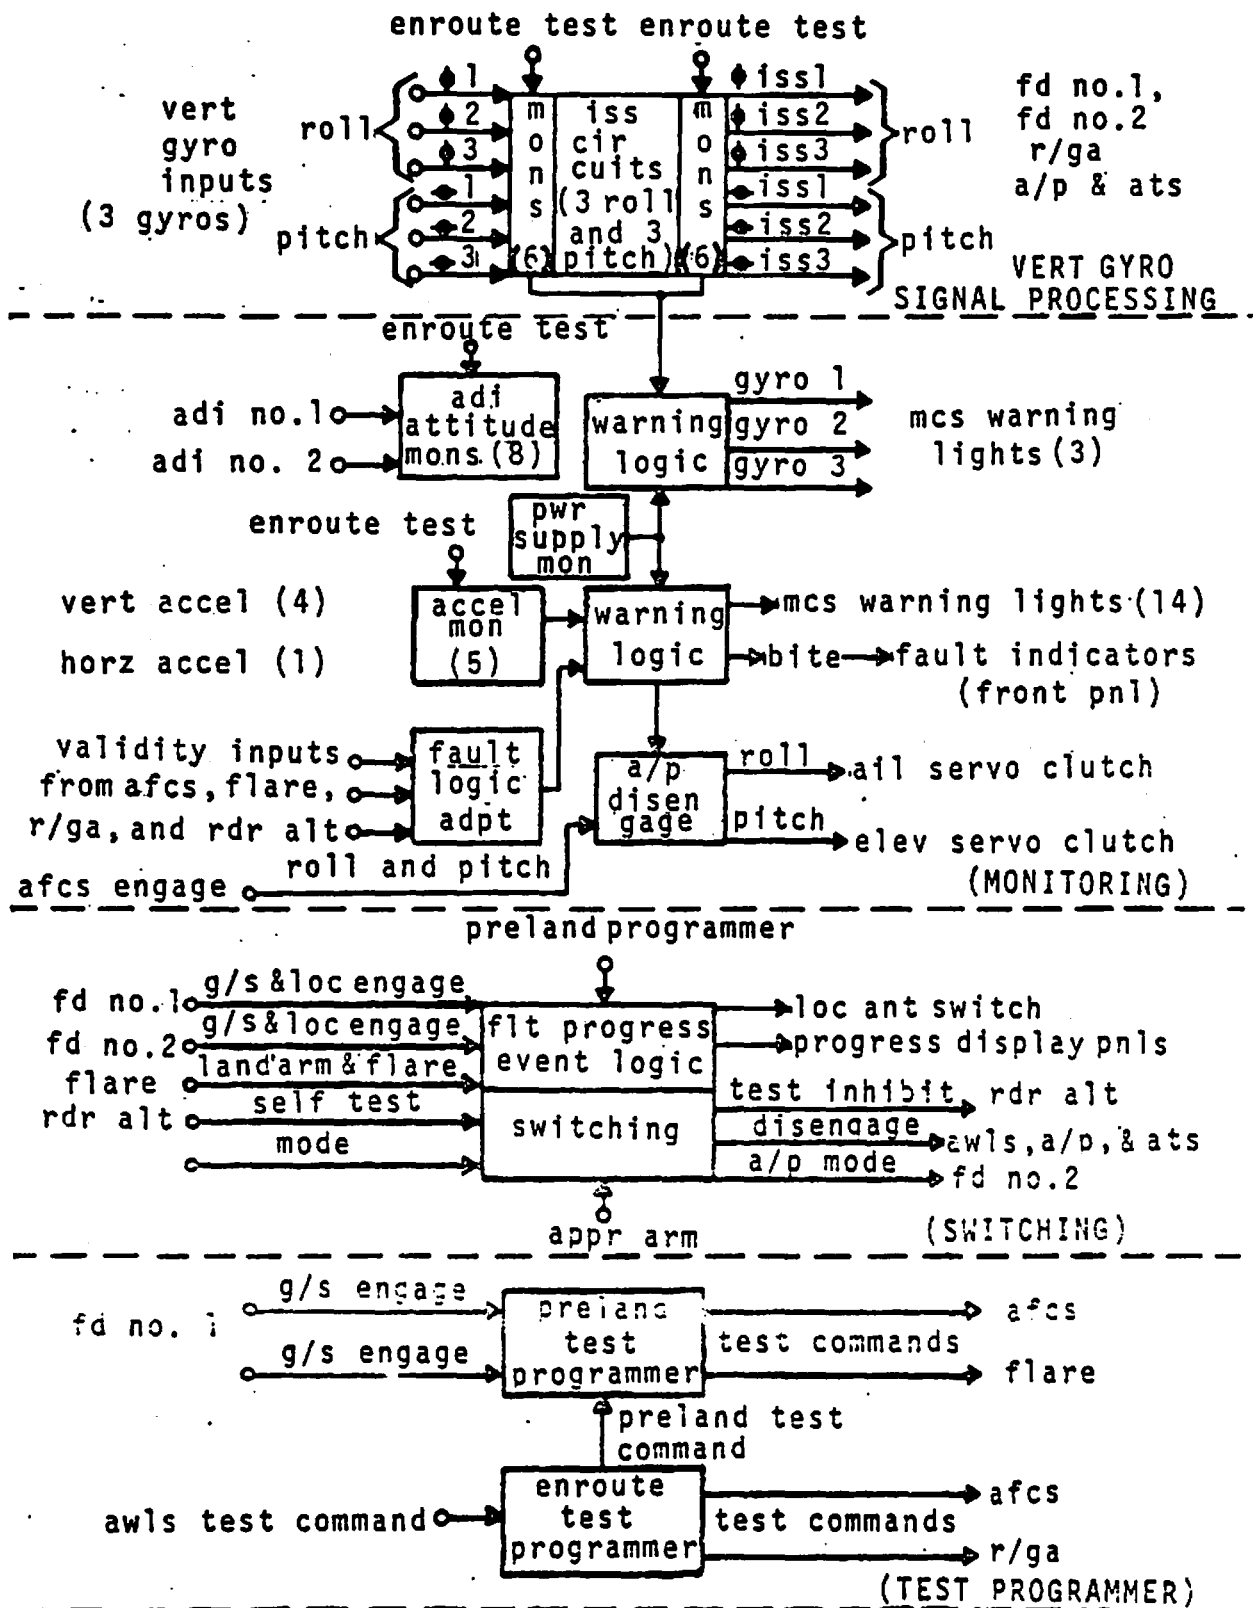 enroute test enroute test
vert
gyro
inputs
(3 gyros)
roll
ϕ 1
ϕ 2
ϕ 3
pitch
1
2
3
mons
(6)
iss
cir
cuits
(3 roll
and 3
pitch)
mons
(6)
ϕ iss1
ϕ iss2
ϕ iss3
iss1
iss2
iss3
roll
pitch
fd no.1,
fd no.2
r/ga
a/p & ats
VERT GYRO
SIGNAL PROCESSING
enroute test
adi no.1
adi no. 2
adi
attitude
mons.(8)
warning
logic
gyro 1
gyro 2
gyro 3
mcs warning
lights(3)
enroute test
pwr
supply
mon
vert accel (4)
horz accel (1)
accel
mon
(5)
warning
logic
mcs warning lights (14)
bite
fault indicators
(front pnl)
validity inputs
from afcs, flare,
r/ga, and rdr alt
fault
logic
adpt
a/p
disen
gage
roll
ail servo clutch
pitch
elev servo clutch
roll and pitch
afcs engage
(MONITORING)
preland programmer
fd no.1
g/s & loc engage
fd no.2
g/s & loc engage
flare
land arm & flare
rdr alt
self test
mode
flt progress
event logic
switching
loc ant switch
progress display pnls
test inhibit
rdr alt
disengage
awls, a/p, & ats
a/p mode
fd no.2
appr arm
(SWITCHING)
fd no. 1
g/s engage
g/s engage
preland
test
programmer
afcs
test commands
flare
preland test
command
awls test command
enroute
test
programmer
afcs
test commands
r/ga
(TEST PROGRAMMER)